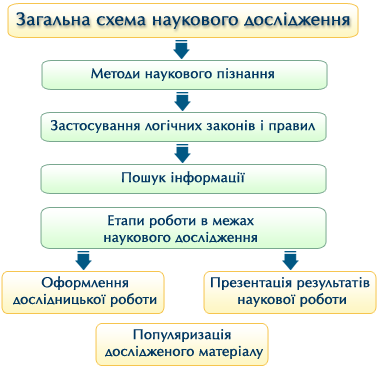 Загальна схема наукового дослідження
Методи наукового пізнання
Застосування логічних законів і правил
Пошук інформації
Етапи роботи в межах
наукового дослідження
Оформлення
дослідницької роботи
Презентація результатів
наукової роботи
Популяризація
дослідженого матеріалу